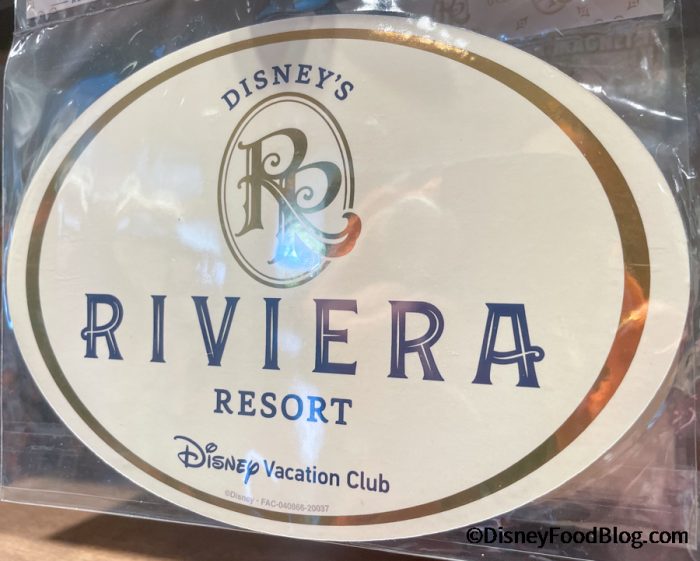 DISNEY'S
RR
RIVIERA
RESORT
Disney Vacation Club
©Disney • FAC-040866-20037
©DisneyFoodBlog.com